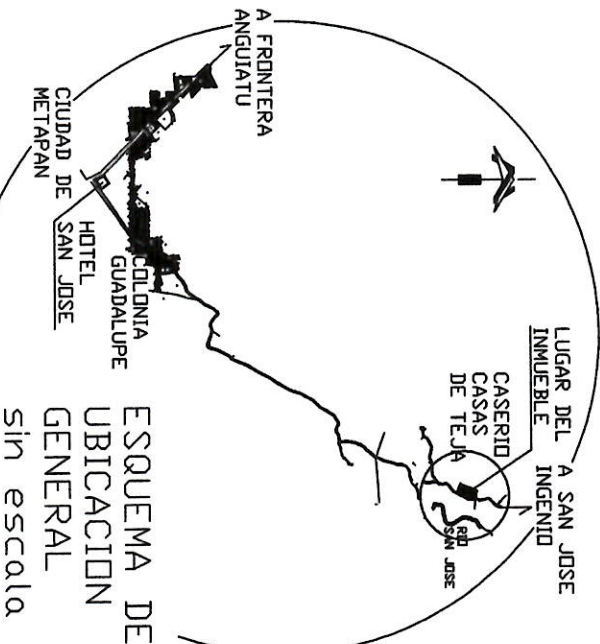 A FRONTERA
ANGUIATU
LUGAR DEL
INMUEBLE
A SAN JOSE
INGENIO
CASERIO
CASAS
DE TEJA
RIO
SAN JOSE
COLONIA
GUADALUPE
HOTEL
SAN JOSE
CIUDAD DE
METAPAN
ESQUEMA DE
UBICACION
GENERAL
sin escala